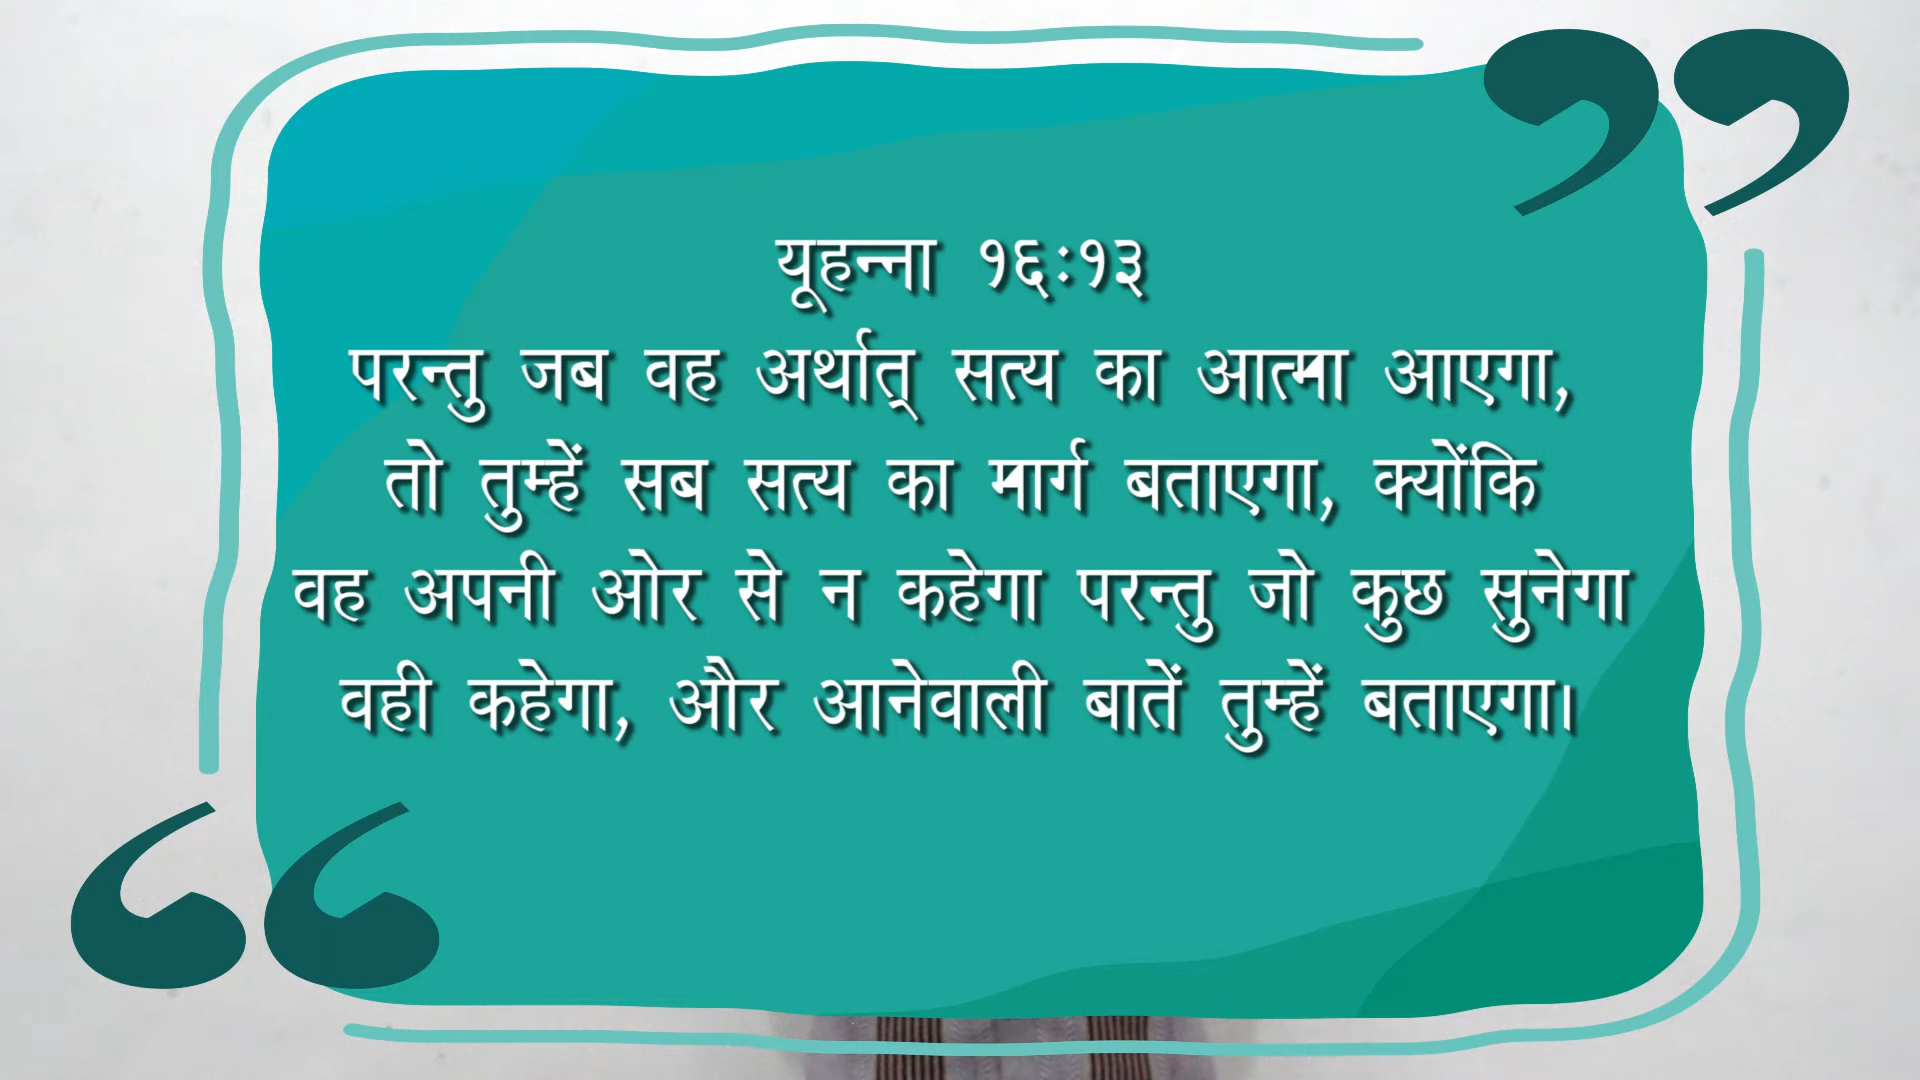 यूहन्ना १६ः१३
परन्तु जब वह अर्थात् सत्य का आत्मा आएगा,
तो तुम्हें सब सत्य का मार्ग बताएगा, क्योंकि
वह अपनी ओर से न कहेगा परन्तु जो कुछ सुनेगा
वही कहेगा, और आनेवाली बातें तुम्हें बताएगा।